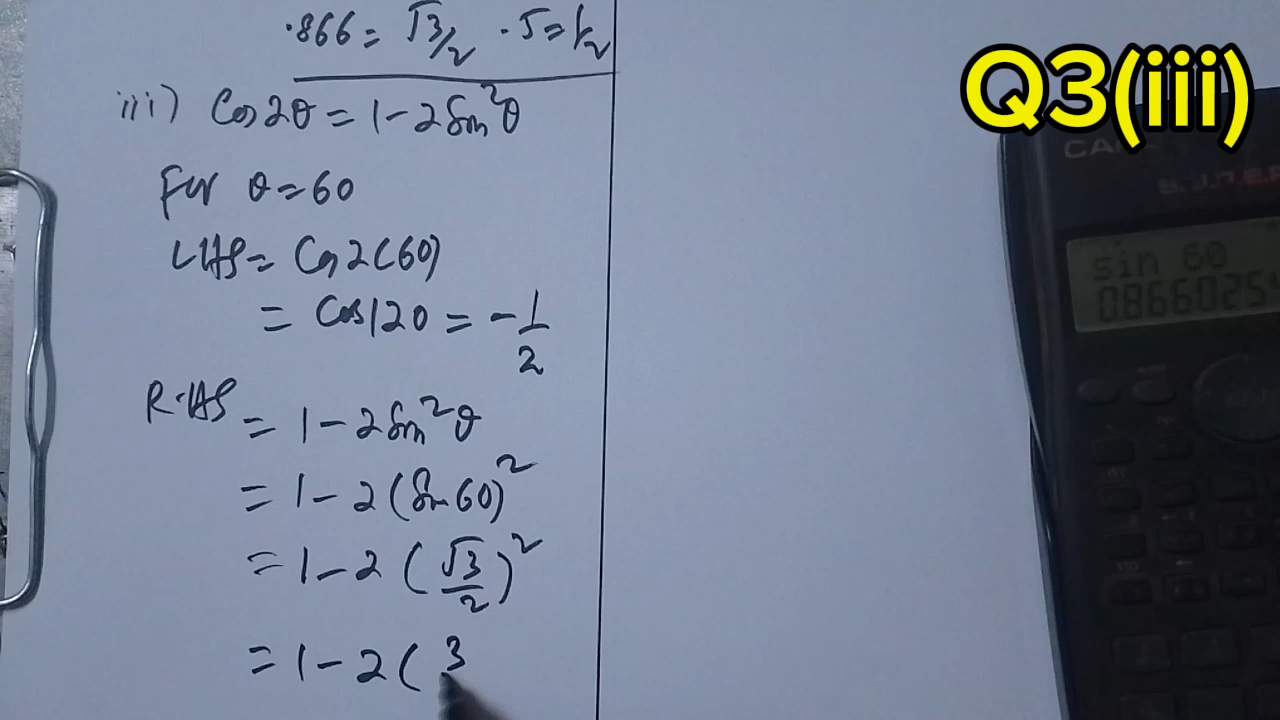 .866 = √3/2 .5 = 1/2
iii) Cos2θ = 1 - 2Sin²θ
For θ = 60
LHS = Cos2(60)
= Cos120 = -1/2
R.HS = 1 - 2Sin²θ
= 1 - 2(Sin60)²
= 1 - 2(√3/2)²
= 1 - 2(3
Q3(iii)
sin 60
0.8660254